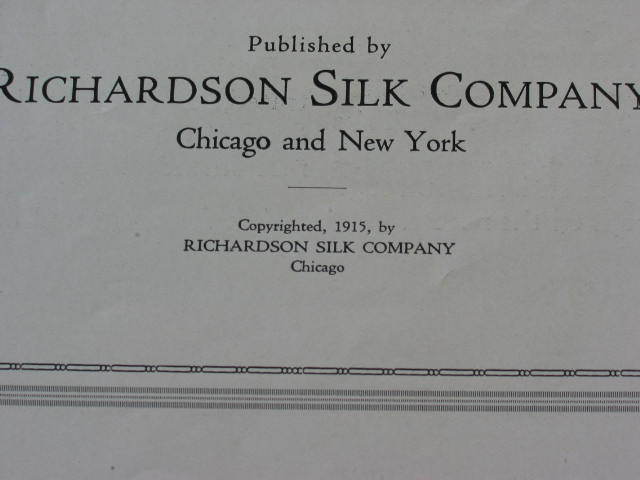 Published by
RICHARDSON SILK COMPANY
Chicago and New York
Copyrighted, 1915, by
RICHARDSON SILK COMPANY
Chicago